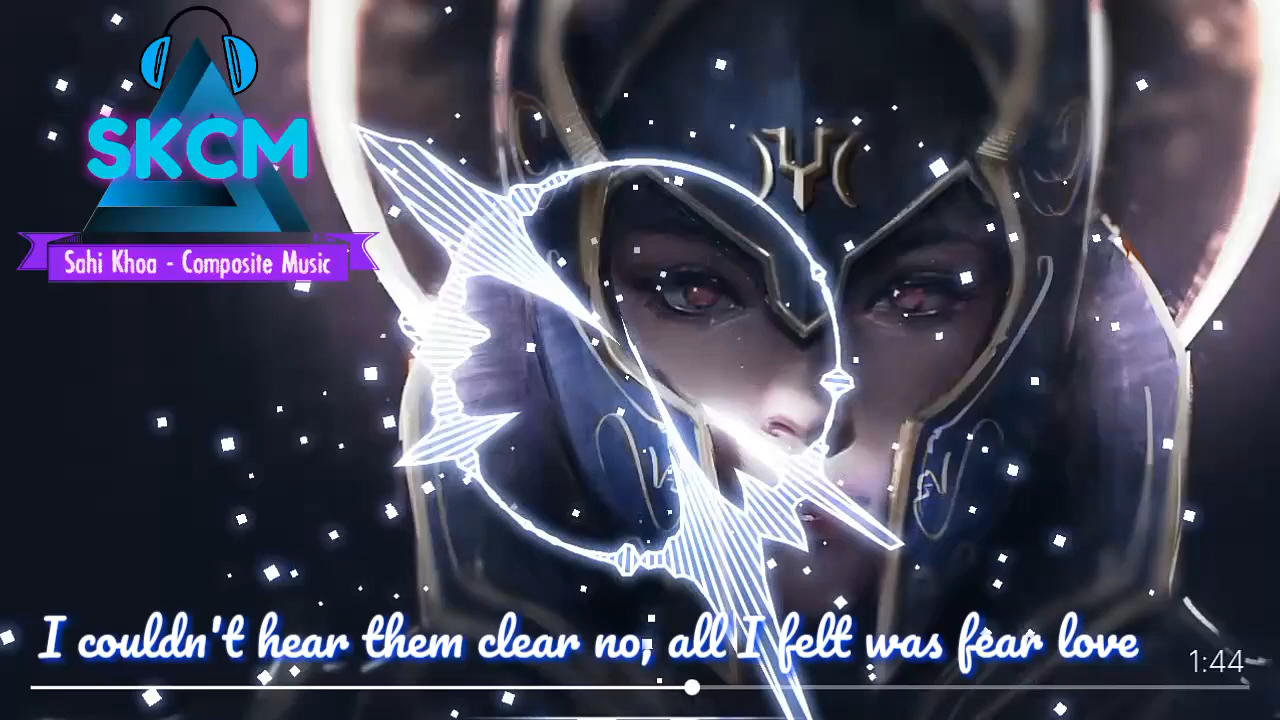 SKCM
Sahi Khoa - Composite Music
I couldn't hear them clear no, all I felt was fear love
1:44